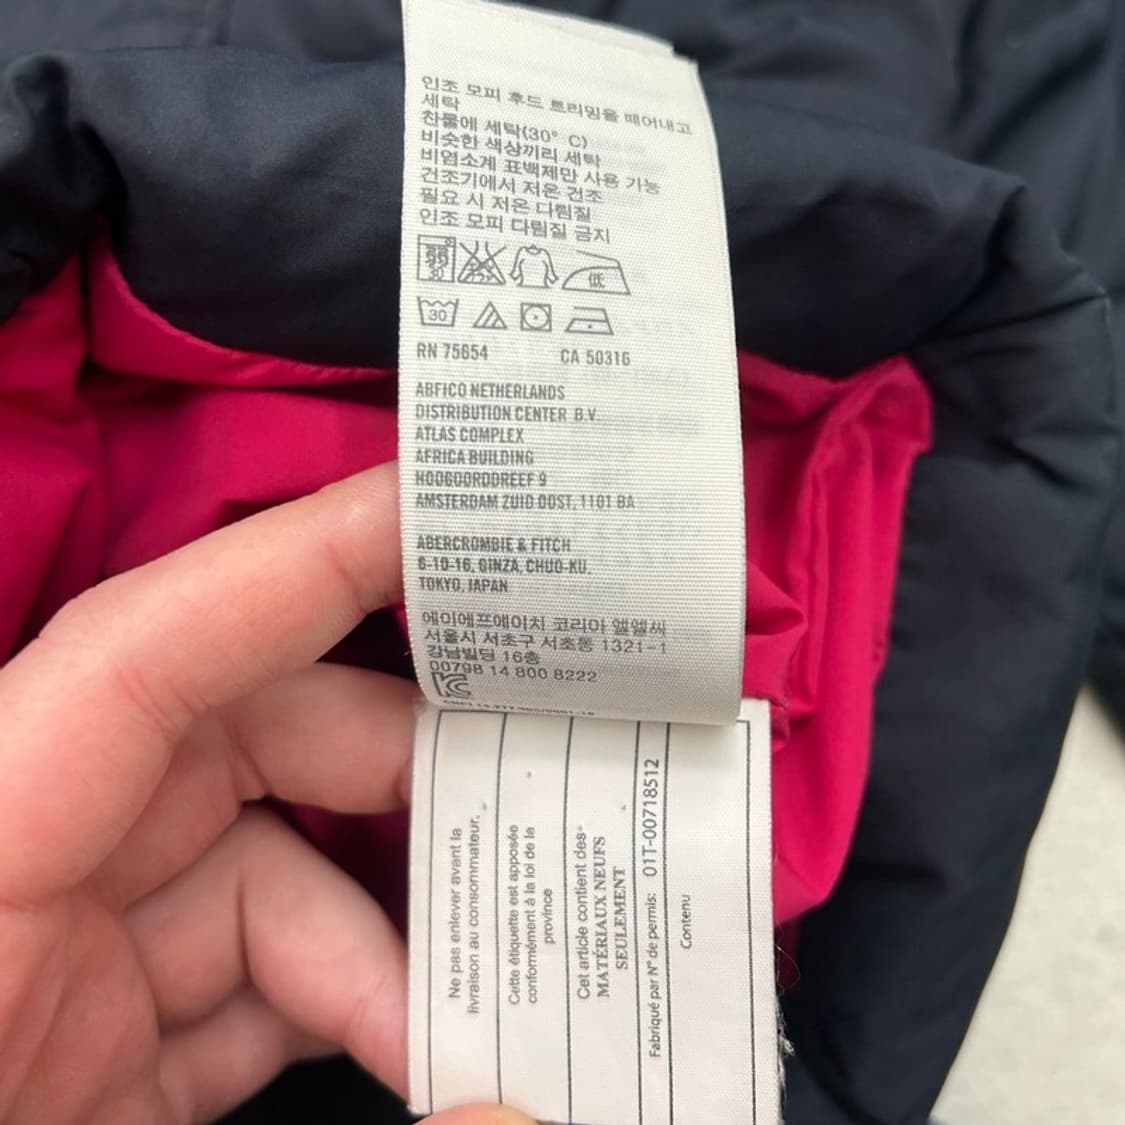 인조 모피 후드 트리밍을 떼어내고
세탁
찬물에 세탁(30° C)
비슷한 색상끼리 세탁
비염소계 표백제만 사용 가능
건조기에서 저온 건조
필요 시 저온 다림질
인조 모피 다림질 금지
30
低
30
RN 75654 CA 50316
ABFICO NETHERLANDS
DISTRIBUTION CENTER B.V.
ATLAS COMPLEX
AFRICA BUILDING
HOOGOORDDREEF 9
AMSTERDAM ZUID OOST, 1101 BA
ABERCROMBIE & FITCH
6-10-16, GINZA, CHUO-KU,
TOKYO, JAPAN
에이에프에이치 코리아 엘엘씨
서울시 서초구 서초동 1321-1
강남빌딩 16층
00798 14 800 8222
Ne pas enlever avant la
livraison au consommateur.
Cette étiquette est apposée
conformément à la loi de la
province
Cet article contient des
MATÉRIAUX NEUFS
SEULEMENT
Fabriqué par N° de permis: 01T-00718512
Contenu